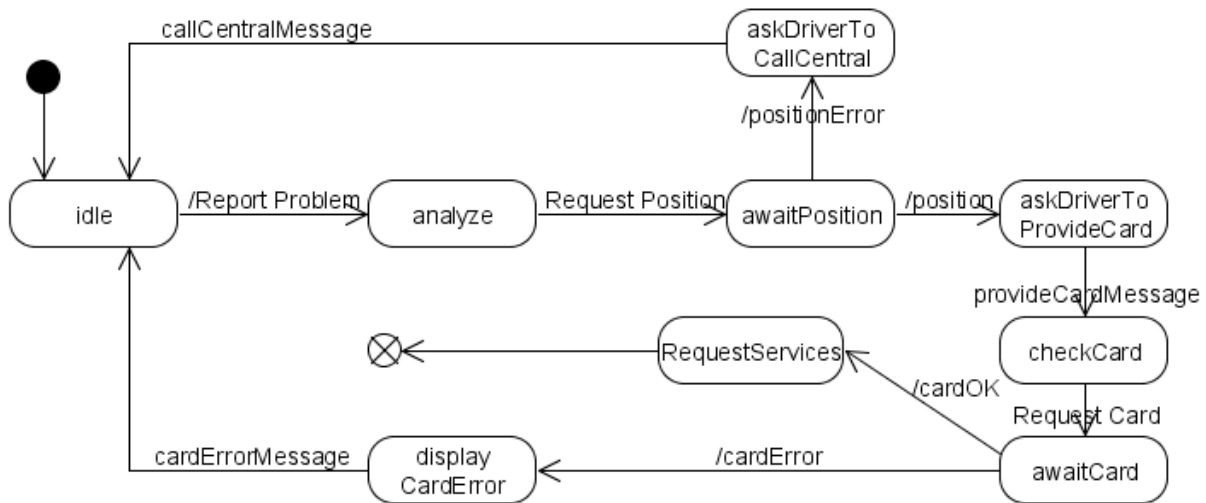 callCentralMessage
askDriverTo
CallCentral
/positionError
idle
/Report Problem
analyze
Request Position
awaitPosition
/position
askDriverTo
ProvideCard
provideCardMessage
RequestServices
checkCard
/cardOK
Request Card
cardErrorMessage
display
CardError
/cardError
awaitCard